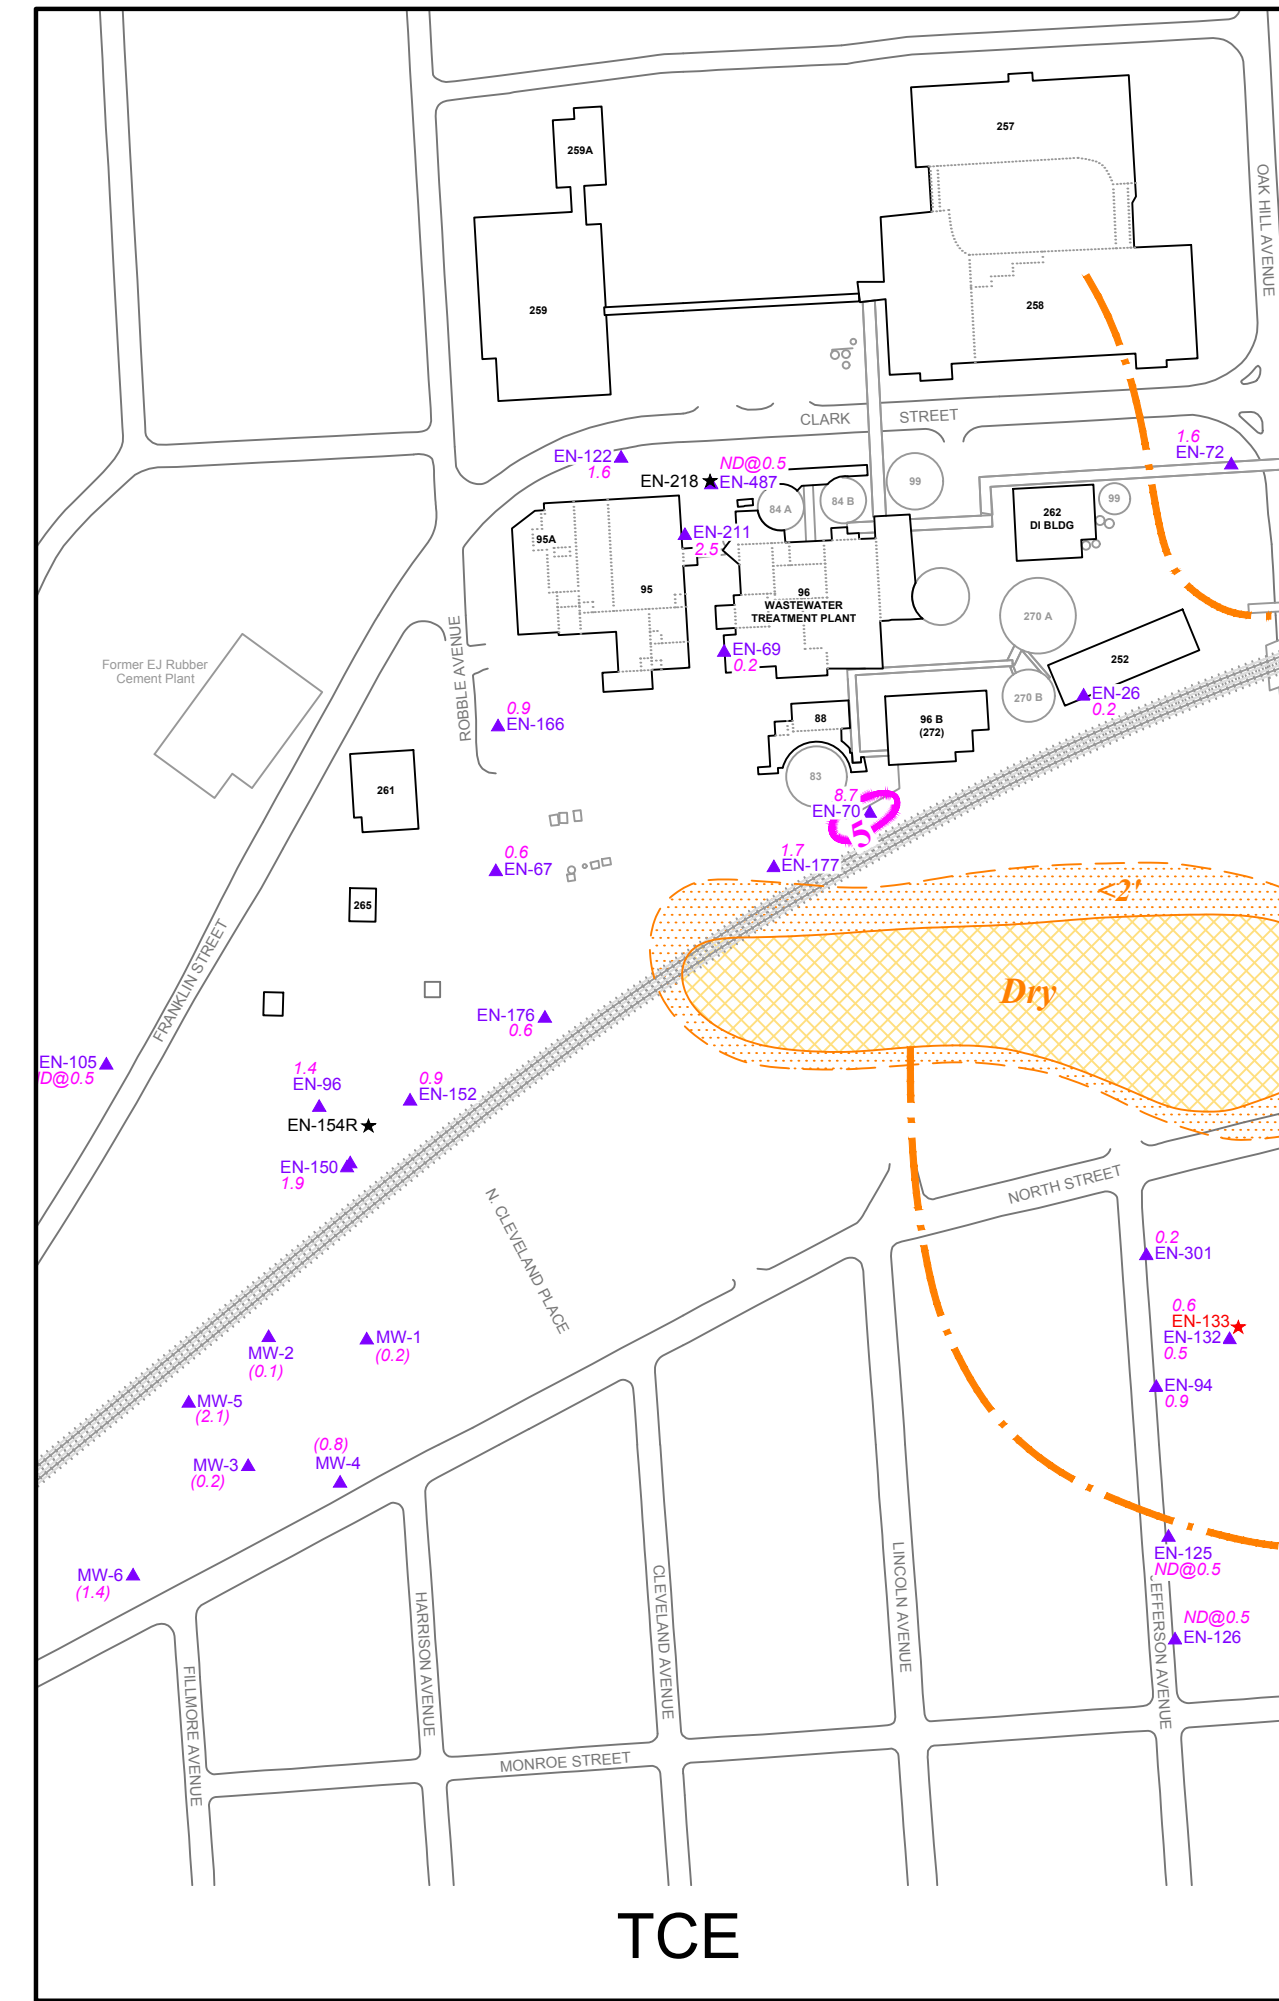 257
259A
OAK HILL AVENUE
259
258
CLARK STREET
1.6
EN-72
EN-122
1.6
ND@0.5
EN-218
EN-487
84 A
84 B
99
99
262
DI BLDG
EN-211
2.5
95A
95
96
WASTEWATER
TREATMENT PLANT
270 A
ROBBLE AVENUE
Former EJ Rubber
Cement Plant
EN-69
0.2
252
270 B
EN-26
0.2
0.9
EN-166
88
96 B
(272)
83
261
8.7
EN-70
5
0.6
EN-67
1.7
EN-177
<2'
265
FRANKLIN STREET
Dry
EN-176
0.6
EN-105
ND@0.5
1.4
EN-96
0.9
EN-152
EN-154R
EN-150
1.9
N. CLEVELAND PLACE
NORTH STREET
0.2
EN-301
0.6
EN-133
EN-132
0.5
MW-1
(0.2)
MW-2
(0.1)
EN-94
0.9
MW-5
(2.1)
(0.8)
MW-4
MW-3
(0.2)
EN-125
ND@0.5
MW-6
(1.4)
ND@0.5
EN-126
FILLMORE AVENUE
HARRISON AVENUE
CLEVELAND AVENUE
LINCOLN AVENUE
JEFFERSON AVENUE
MONROE STREET
TCE